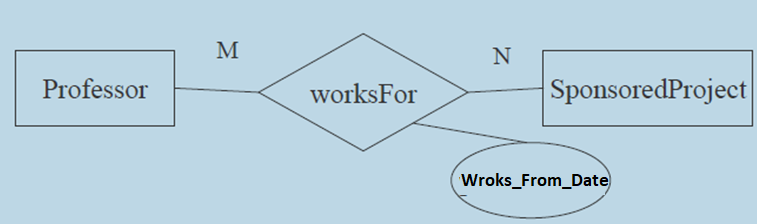 M
N
Professor
worksFor
SponsoredProject
Wroks_From_Date